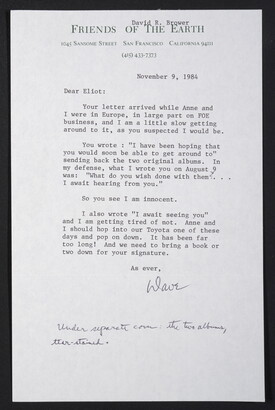 David R. Brower
FRIENDS OF THE EARTH
1045 SANSOME STREET SAN FRANCISCO CALIFORNIA 94111
(415) 433-7373
November 9, 1984
Dear Eliot:
Your letter arrived while Anne and
I were in Europe, in large part on FOE
business, and I am a little slow getting
around to it, as you suspected I would be.
You wrote : "I have been hoping that
you would soon be able to get around to"
sending back the two original albums. In
my defense, what I wrote you on August 9
was: "What do you wish done with them?. . .
I await hearing from you."
So you see I am innocent.
I also wrote "I await seeing you"
and I am getting tired of not. Anne and
I should hop into our Toyota one of these
days and pop on down. It has been far
too long! And we need to bring a book or
two down for your signature.
As ever,
Dave
Under separate cover: the two albums,
tear-stained.